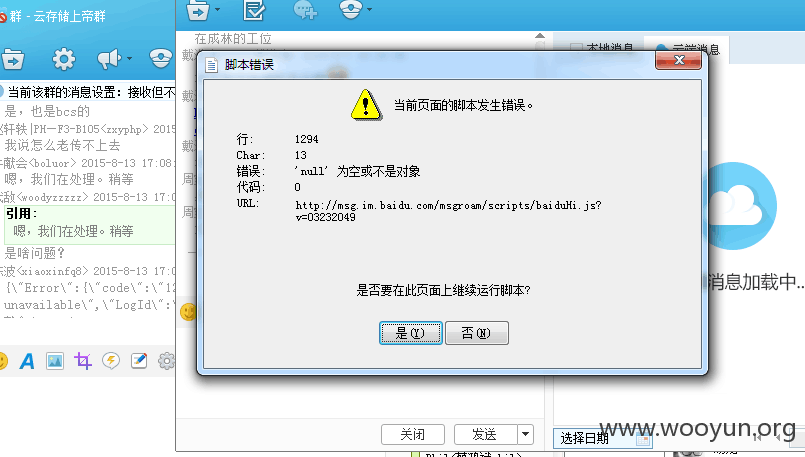 群 - 云存储上帝群
当前该群的消息设置：接收但不
是，也是bcs的
轩轶|PH—F3-B105<zxyphp> 2015
我说怎么老传不上去
献会<boluor> 2015-8-13 17:08:
嗯，我们在处理。稍等
敌<woodyzzzzz> 2015-8-13 17:0
引用：
嗯，我们在处理。稍等
是啥问题？
波<xiaoxinfq8> 2015-8-13 17:0
{\"Error\":{\"code\":\"12
unavailable\",\"LogId\":\
在成林的工位
本地消息
云端消息
脚本错误
当前页面的脚本发生错误。
行： 1294
Char: 13
错误： 'null' 为空或不是对象
代码： 0
URL: http://msg.im.baidu.com/msgroam/scripts/baiduHi.js?
v=03232049
是否要在此页面上继续运行脚本?
是(Y) 否(N)
消息加载中..
关闭 发送
选择日期
www.wooyun.org